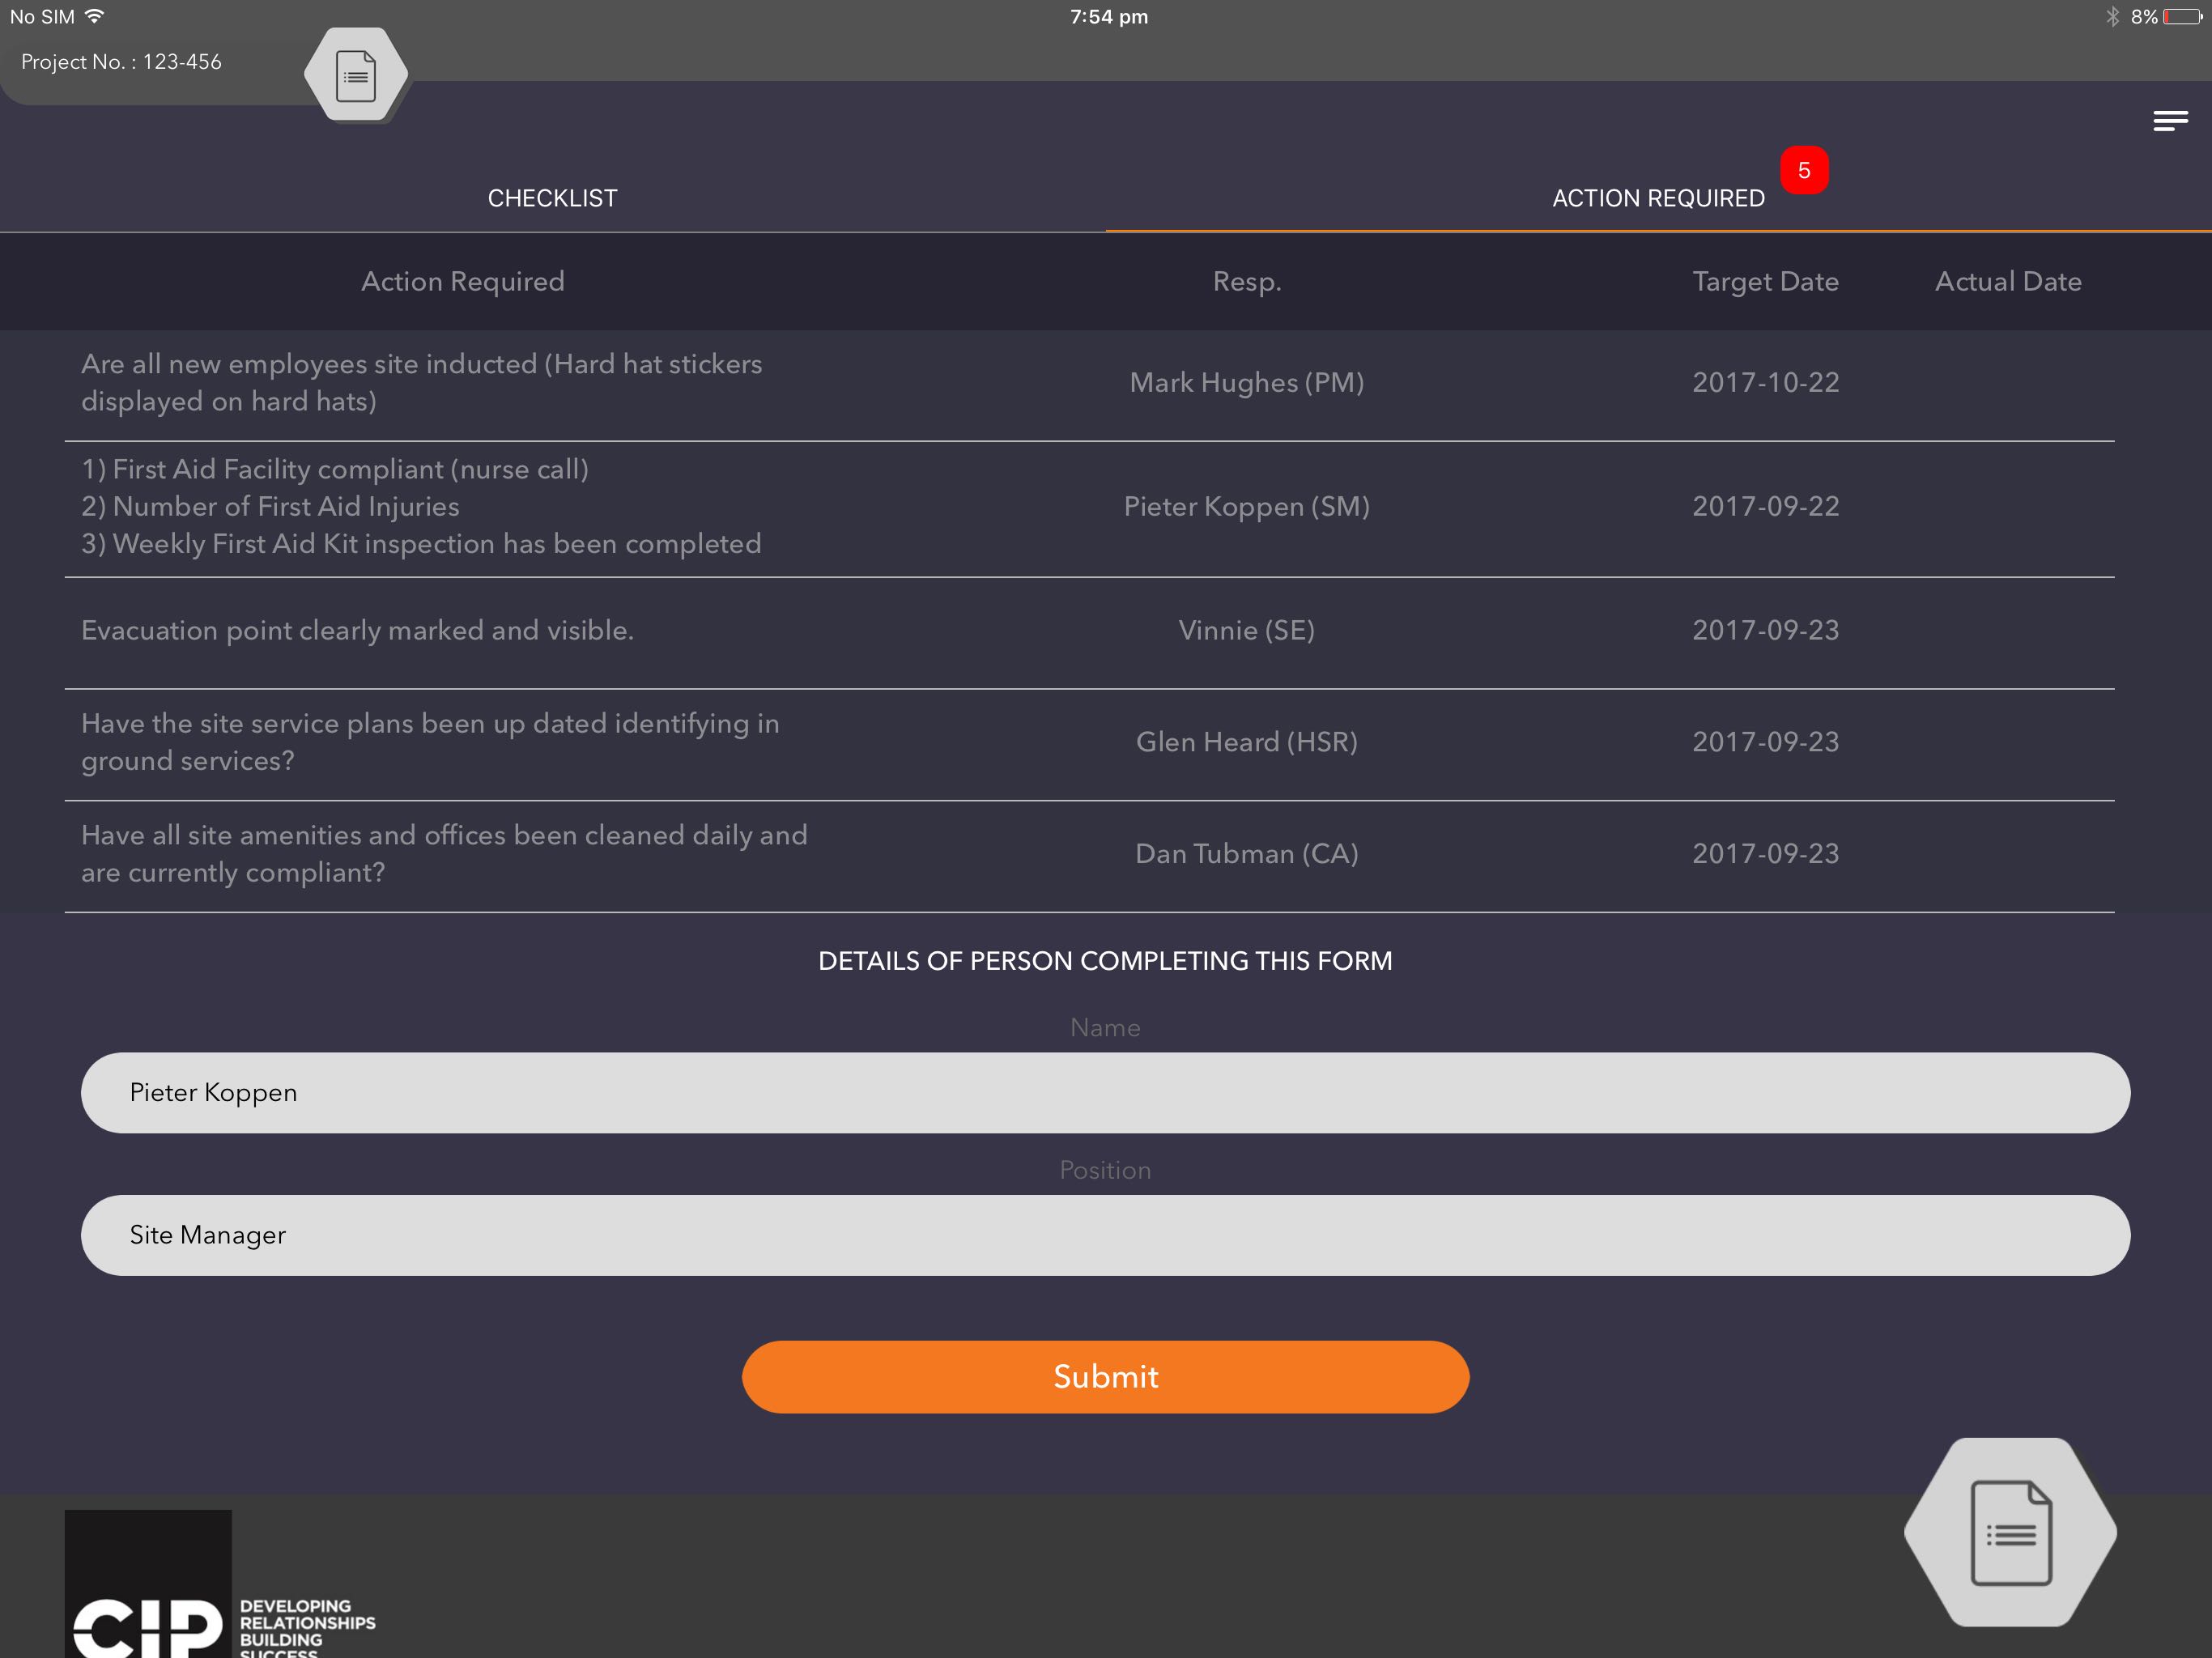 No SIM
7:54 pm
8%
Project No. : 123-456
5
CHECKLIST
ACTION REQUIRED
Action Required
Resp.
Target Date
Actual Date
Are all new employees site inducted (Hard hat stickers
displayed on hard hats)
Mark Hughes (PM)
2017-10-22
1) First Aid Facility compliant (nurse call)
2) Number of First Aid Injuries
3) Weekly First Aid Kit inspection has been completed
Pieter Koppen (SM)
2017-09-22
Evacuation point clearly marked and visible.
Vinnie (SE)
2017-09-23
Have the site service plans been up dated identifying in
ground services?
Glen Heard (HSR)
2017-09-23
Have all site amenities and offices been cleaned daily and
are currently compliant?
Dan Tubman (CA)
2017-09-23
DETAILS OF PERSON COMPLETING THIS FORM
Name
Pieter Koppen
Position
Site Manager
Submit
CIP
DEVELOPING
RELATIONSHIPS
BUILDING
SUCCESS